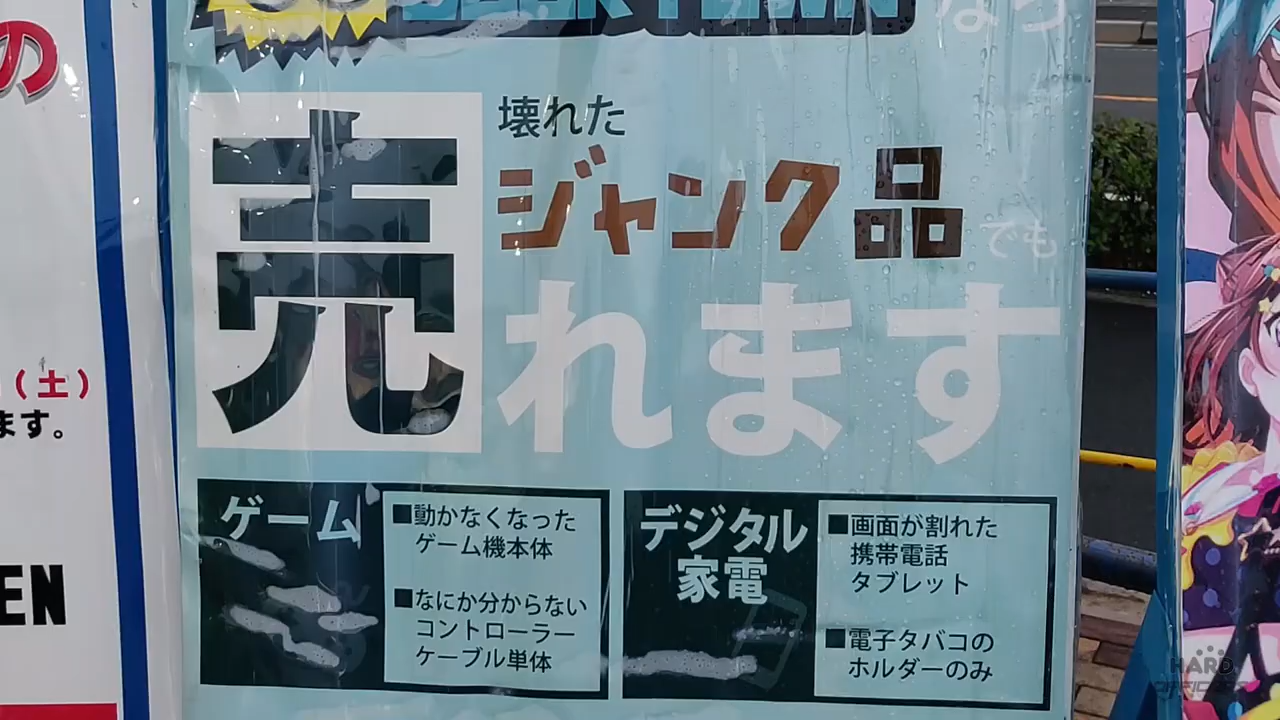 の
なら
壊れた
ジャンク品でも
売れます
(土)
ます。
EN
ゲーム
■動かなくなった
ゲーム機本体
■なにか分からない
コントローラー
ケーブル単体
デジタル
家電
■画面が割れた
携帯電話
タブレット
■電子タバコの
ホルダーのみ
HARD